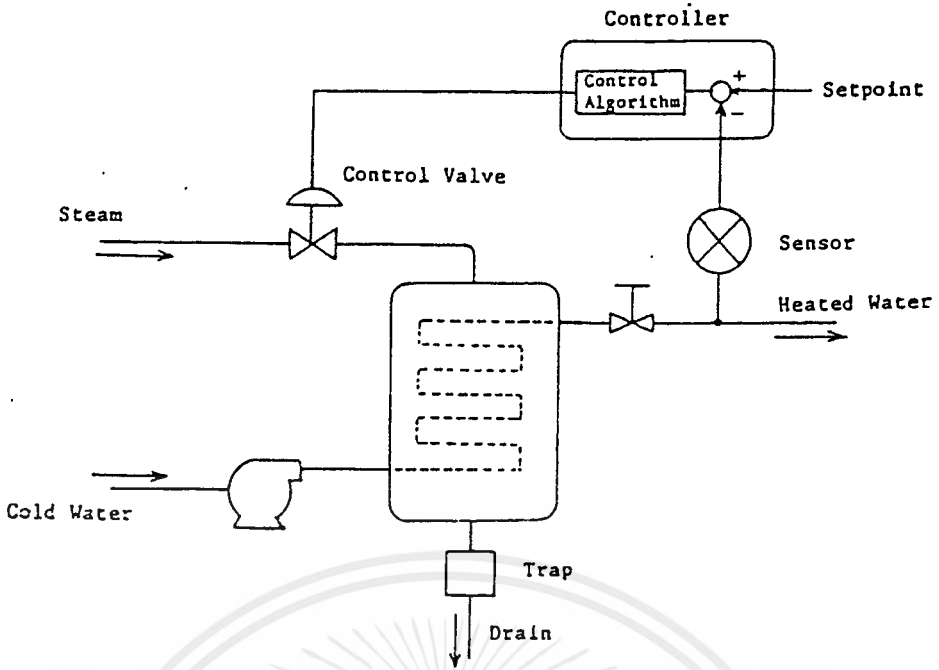 Controller
Control
Algorithm
+
−
Setpoint
Control Valve
Steam
Sensor
Heated Water
Cold Water
Trap
Drain